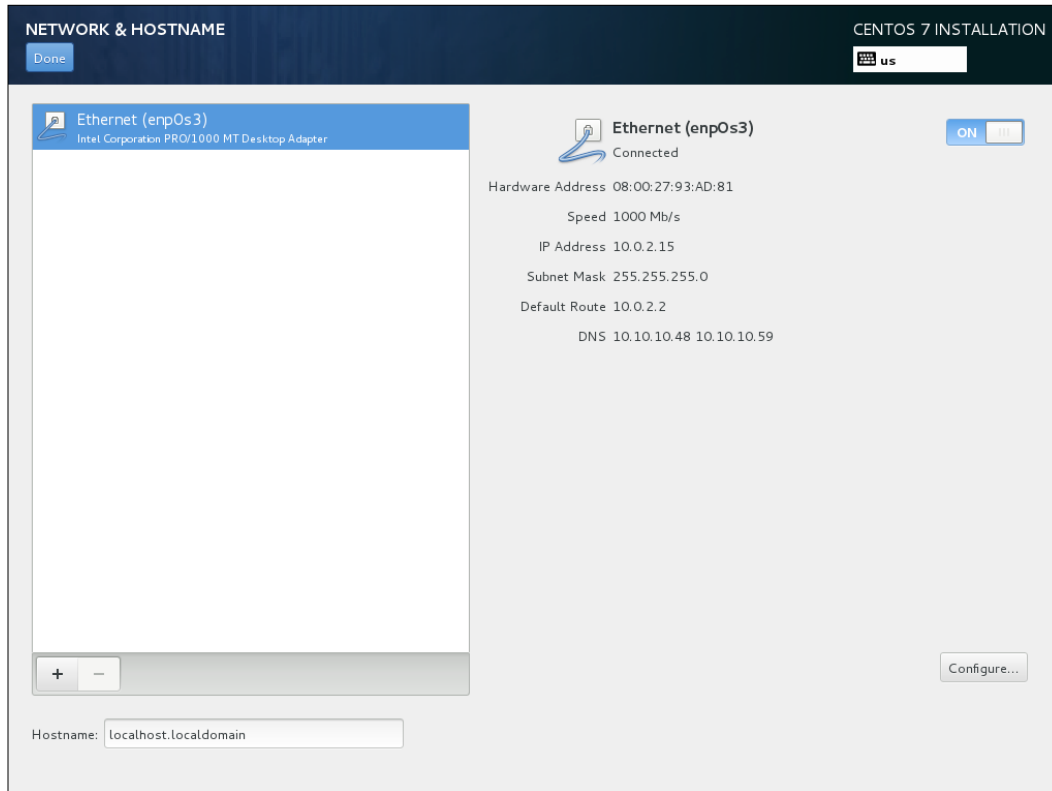 NETWORK & HOSTNAME
CENTOS 7 INSTALLATION
Done
us
Ethernet (enp0s3)
Intel Corporation PRO/1000 MT Desktop Adapter
Ethernet (enp0s3)
Connected
ON
Hardware Address 08:00:27:93:AD:81
Speed 1000 Mb/s
IP Address 10.0.2.15
Subnet Mask 255.255.255.0
Default Route 10.0.2.2
DNS 10.10.10.48 10.10.10.59
+ −
Configure...
Hostname: localhost.localdomain